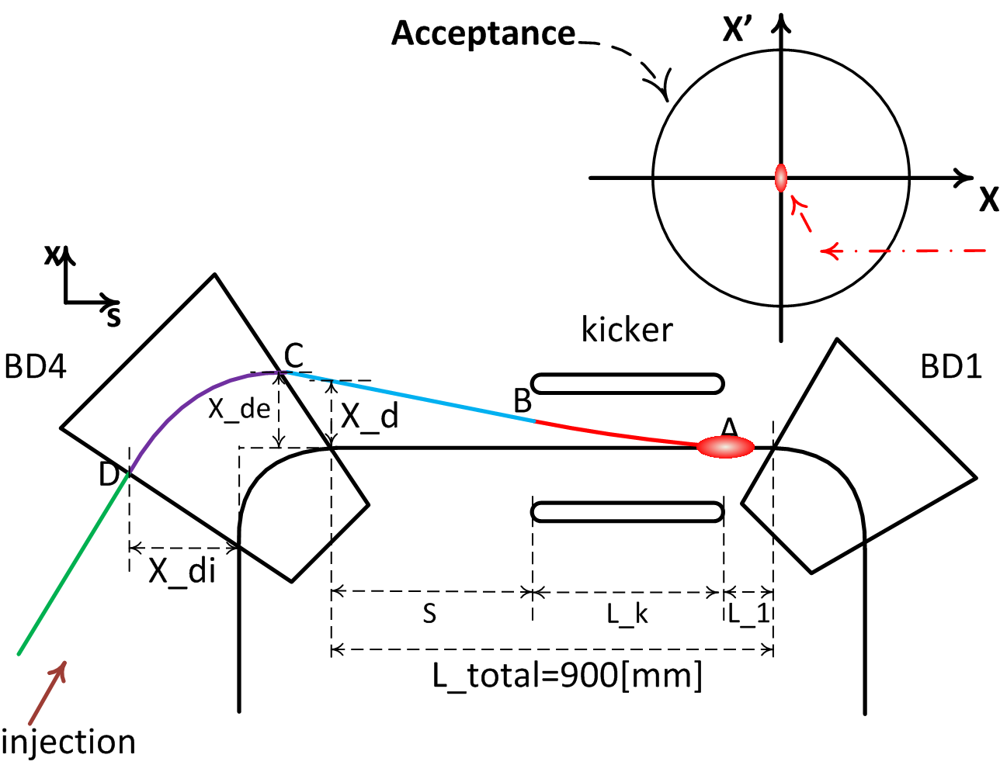 Acceptance
X’
X
x
s
kicker
BD4
BD1
C
B
A
X_de
X_d
D
X_di
S
L_k
L_1
L_total=900[mm]
injection